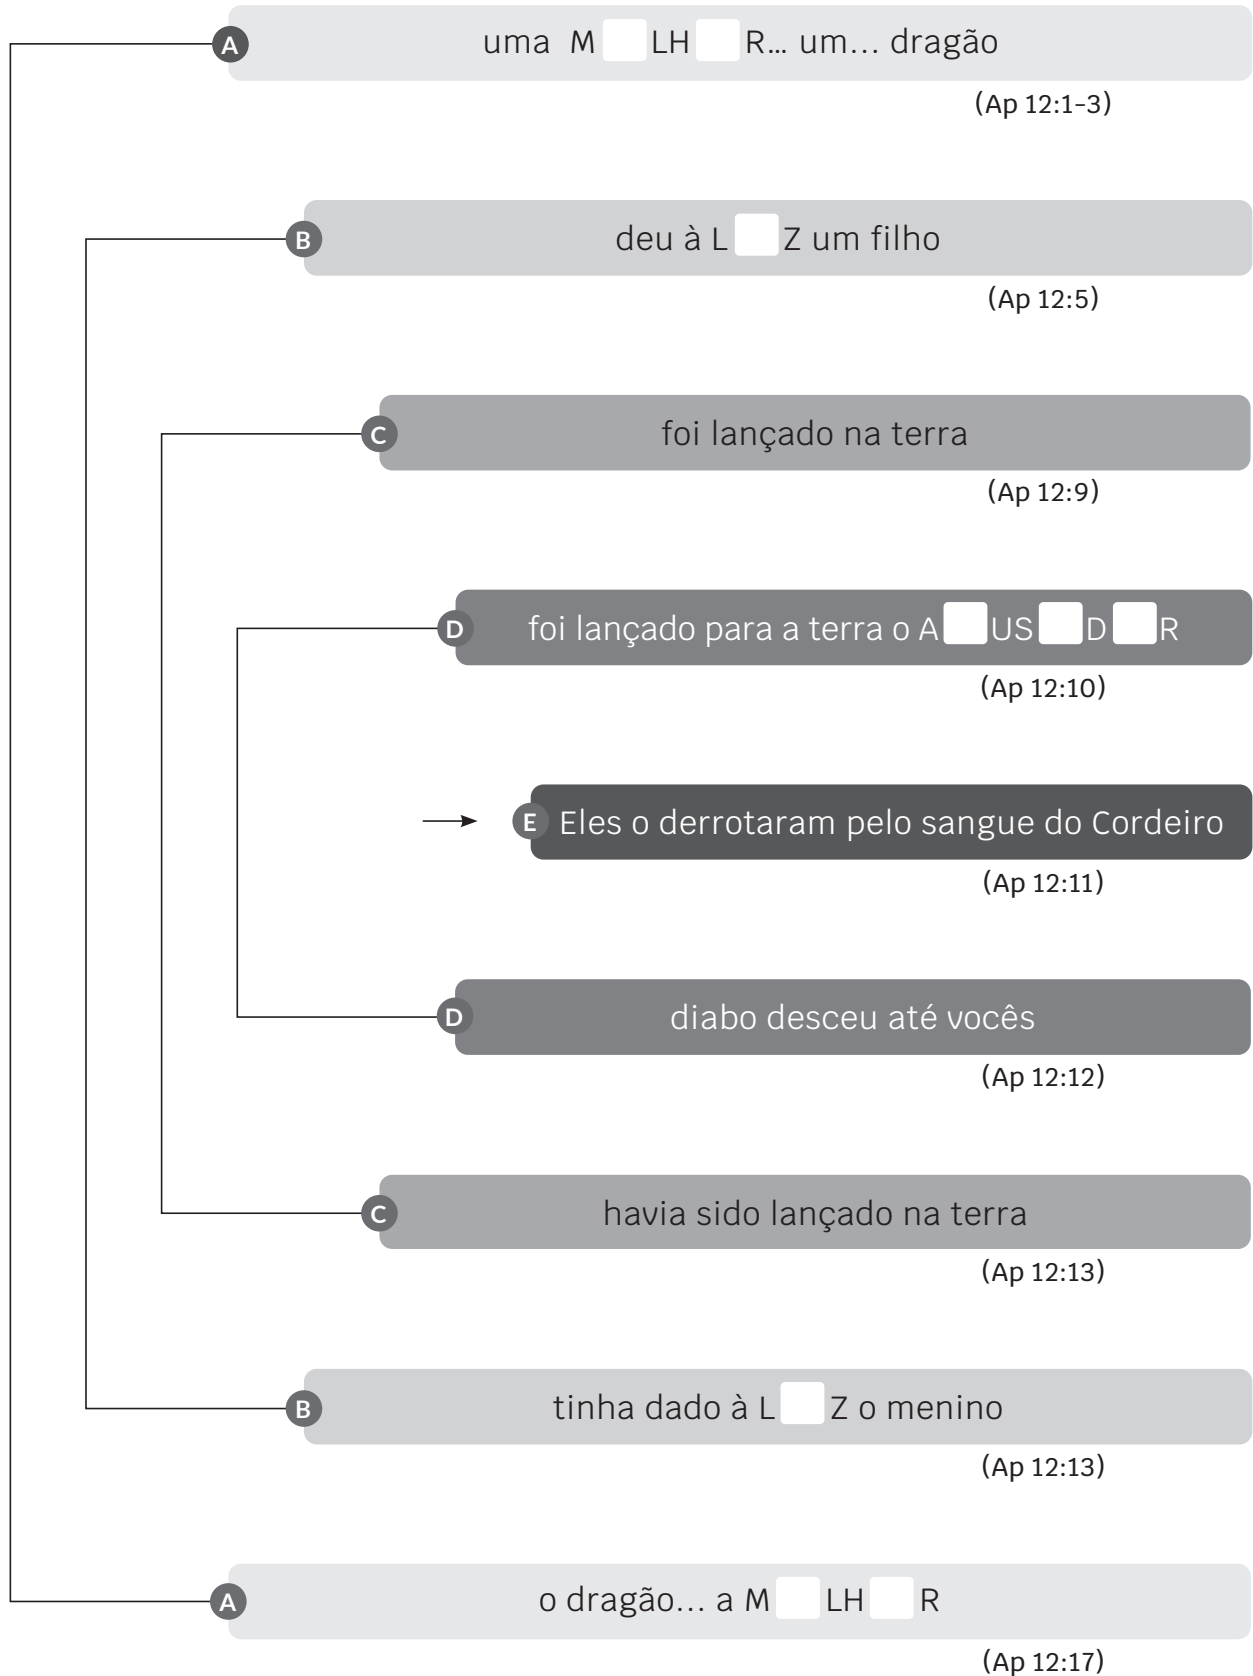 A uma M LH R... um... dragão
(Ap 12:1-3)
B deu à L Z um filho
(Ap 12:5)
C foi lançado na terra
(Ap 12:9)
D foi lançado para a terra o A US D R
(Ap 12:10)
E Eles o derrotaram pelo sangue do Cordeiro
(Ap 12:11)
D diabo desceu até vocês
(Ap 12:12)
C havia sido lançado na terra
(Ap 12:13)
B tinha dado à L Z o menino
(Ap 12:13)
A o dragão... a M LH R
(Ap 12:17)